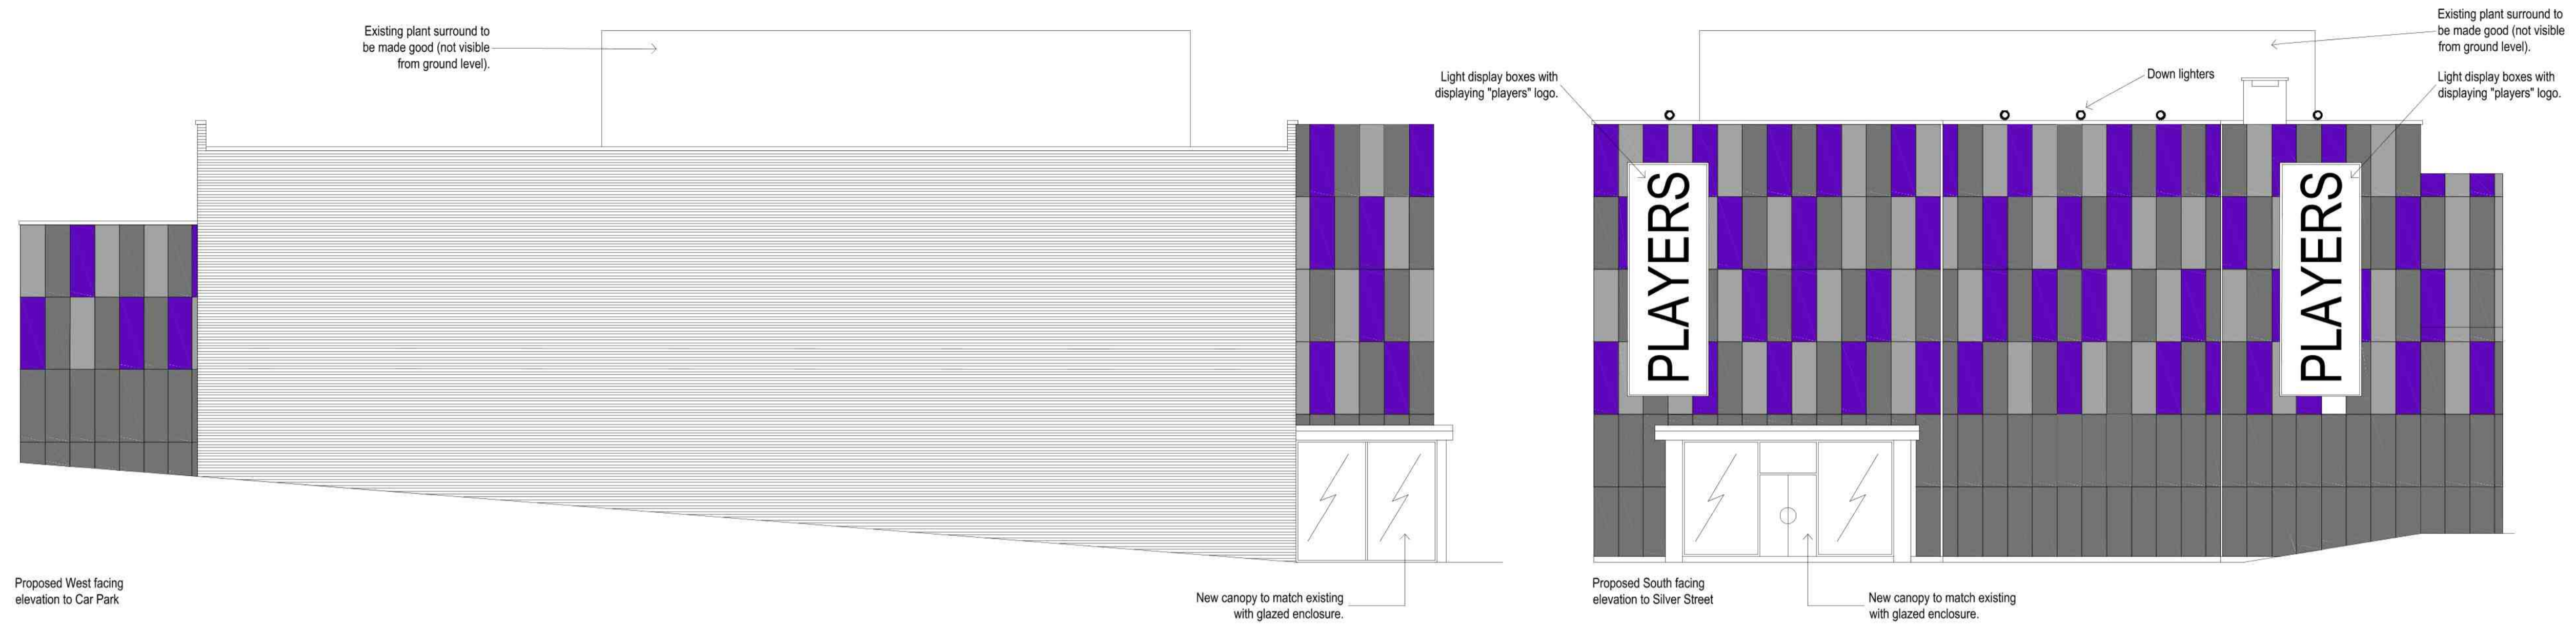 Existing plant surround to
be made good (not visible
from ground level).
Proposed West facing
elevation to Car Park
New canopy to match existing
with glazed enclosure.
Light display boxes with
displaying "players" logo.
Down lighters
Existing plant surround to
be made good (not visible
from ground level).
Light display boxes with
displaying "players" logo.
PLAYERS
PLAYERS
Proposed South facing
elevation to Silver Street
New canopy to match existing
with glazed enclosure.